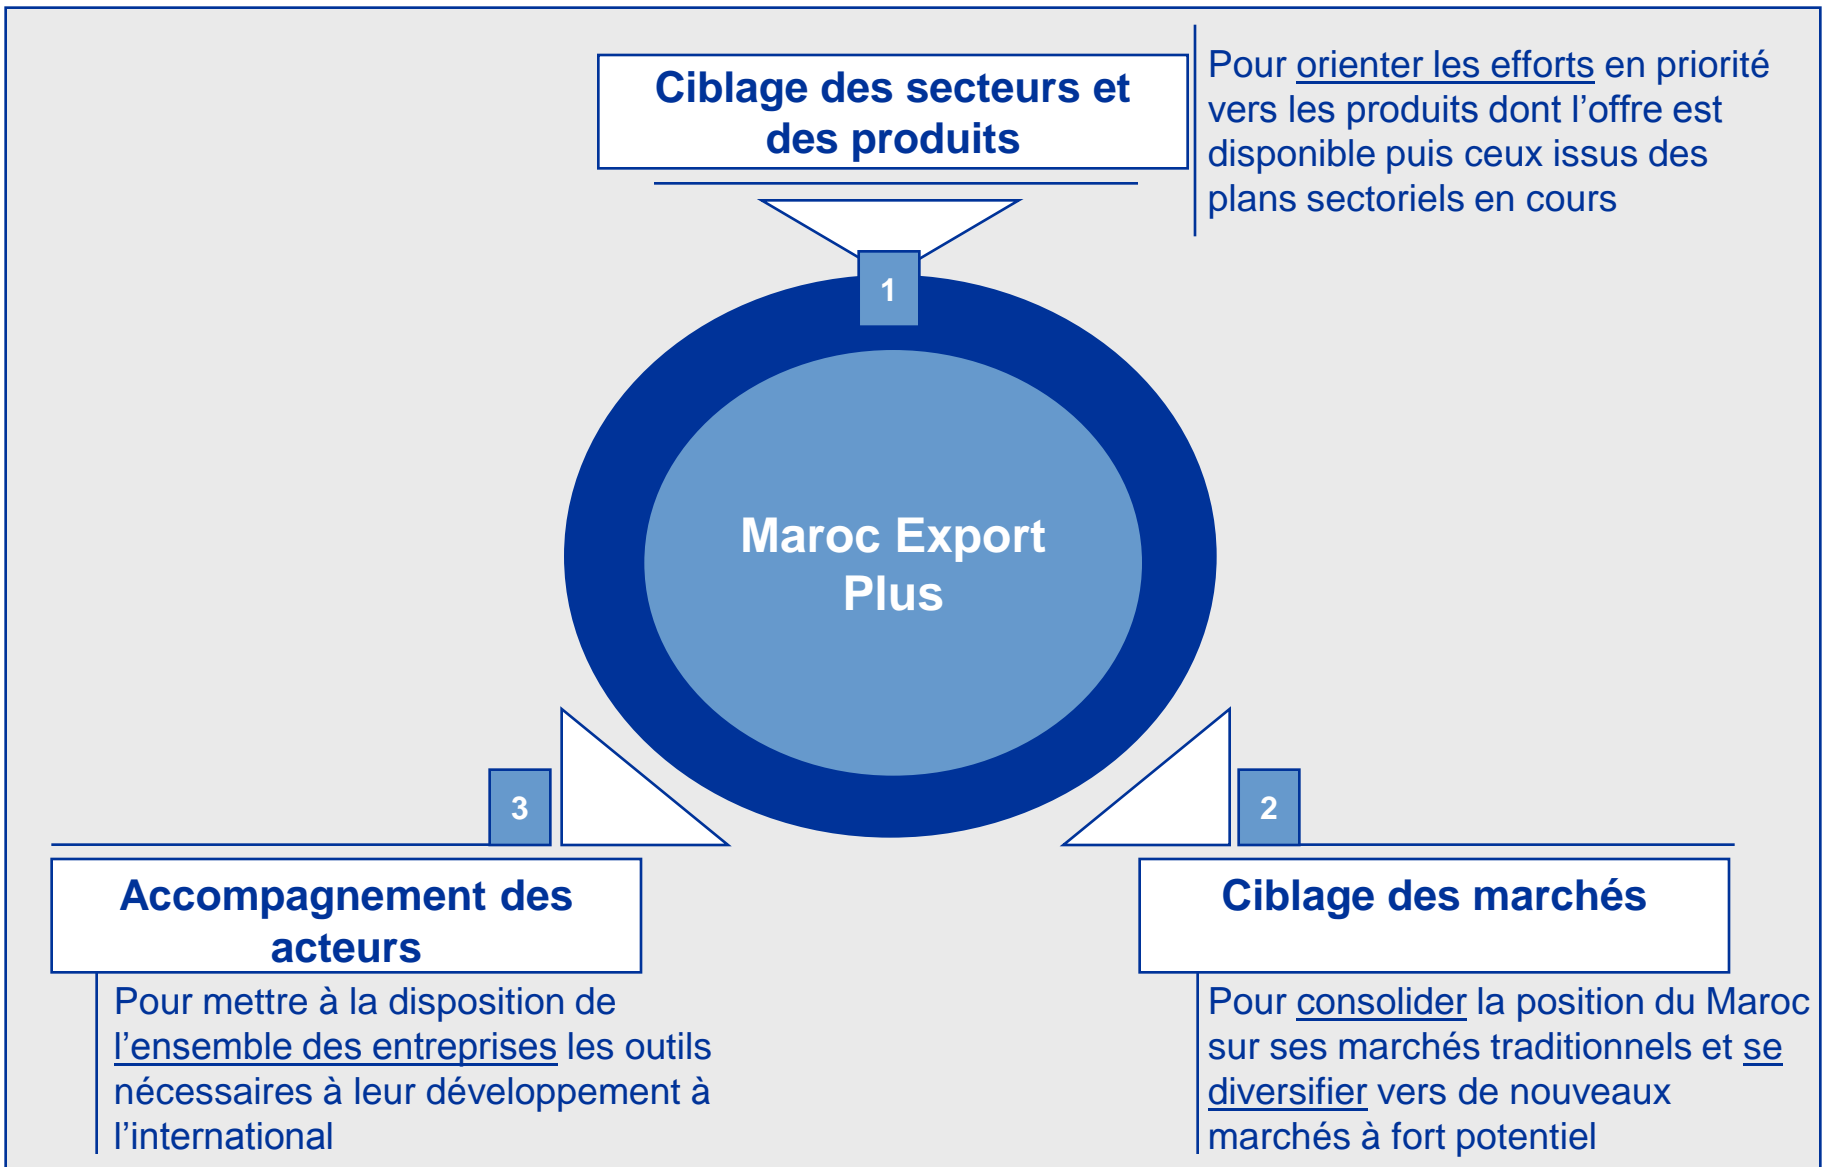 Ciblage des secteurs et
des produits
Pour orienter les efforts en priorité
vers les produits dont l’offre est
disponible puis ceux issus des
plans sectoriels en cours
1
Maroc Export
Plus
2
Ciblage des marchés
Pour consolider la position du Maroc
sur ses marchés traditionnels et se
diversifier vers de nouveaux
marchés à fort potentiel
3
Accompagnement des
acteurs
Pour mettre à la disposition de
l’ensemble des entreprises les outils
nécessaires à leur développement à
l’international